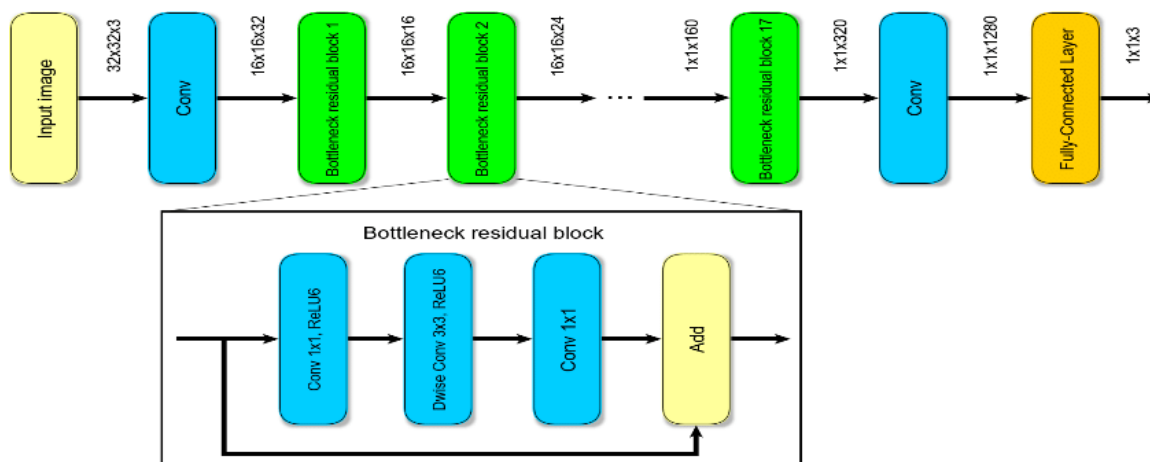 Input image
32x32x3
Conv
16x16x32
Bottleneck residual block 1
16x16x16
Bottleneck residual block 2
16x16x24
...
1x1x160
Bottleneck residual block 17
1x1x320
Conv
1x1x1280
Fully-Connected Layer
1x1x3
Bottleneck residual block
Conv 1x1, ReLU6
Dwise Conv 3x3, ReLU6
Conv 1x1
Add